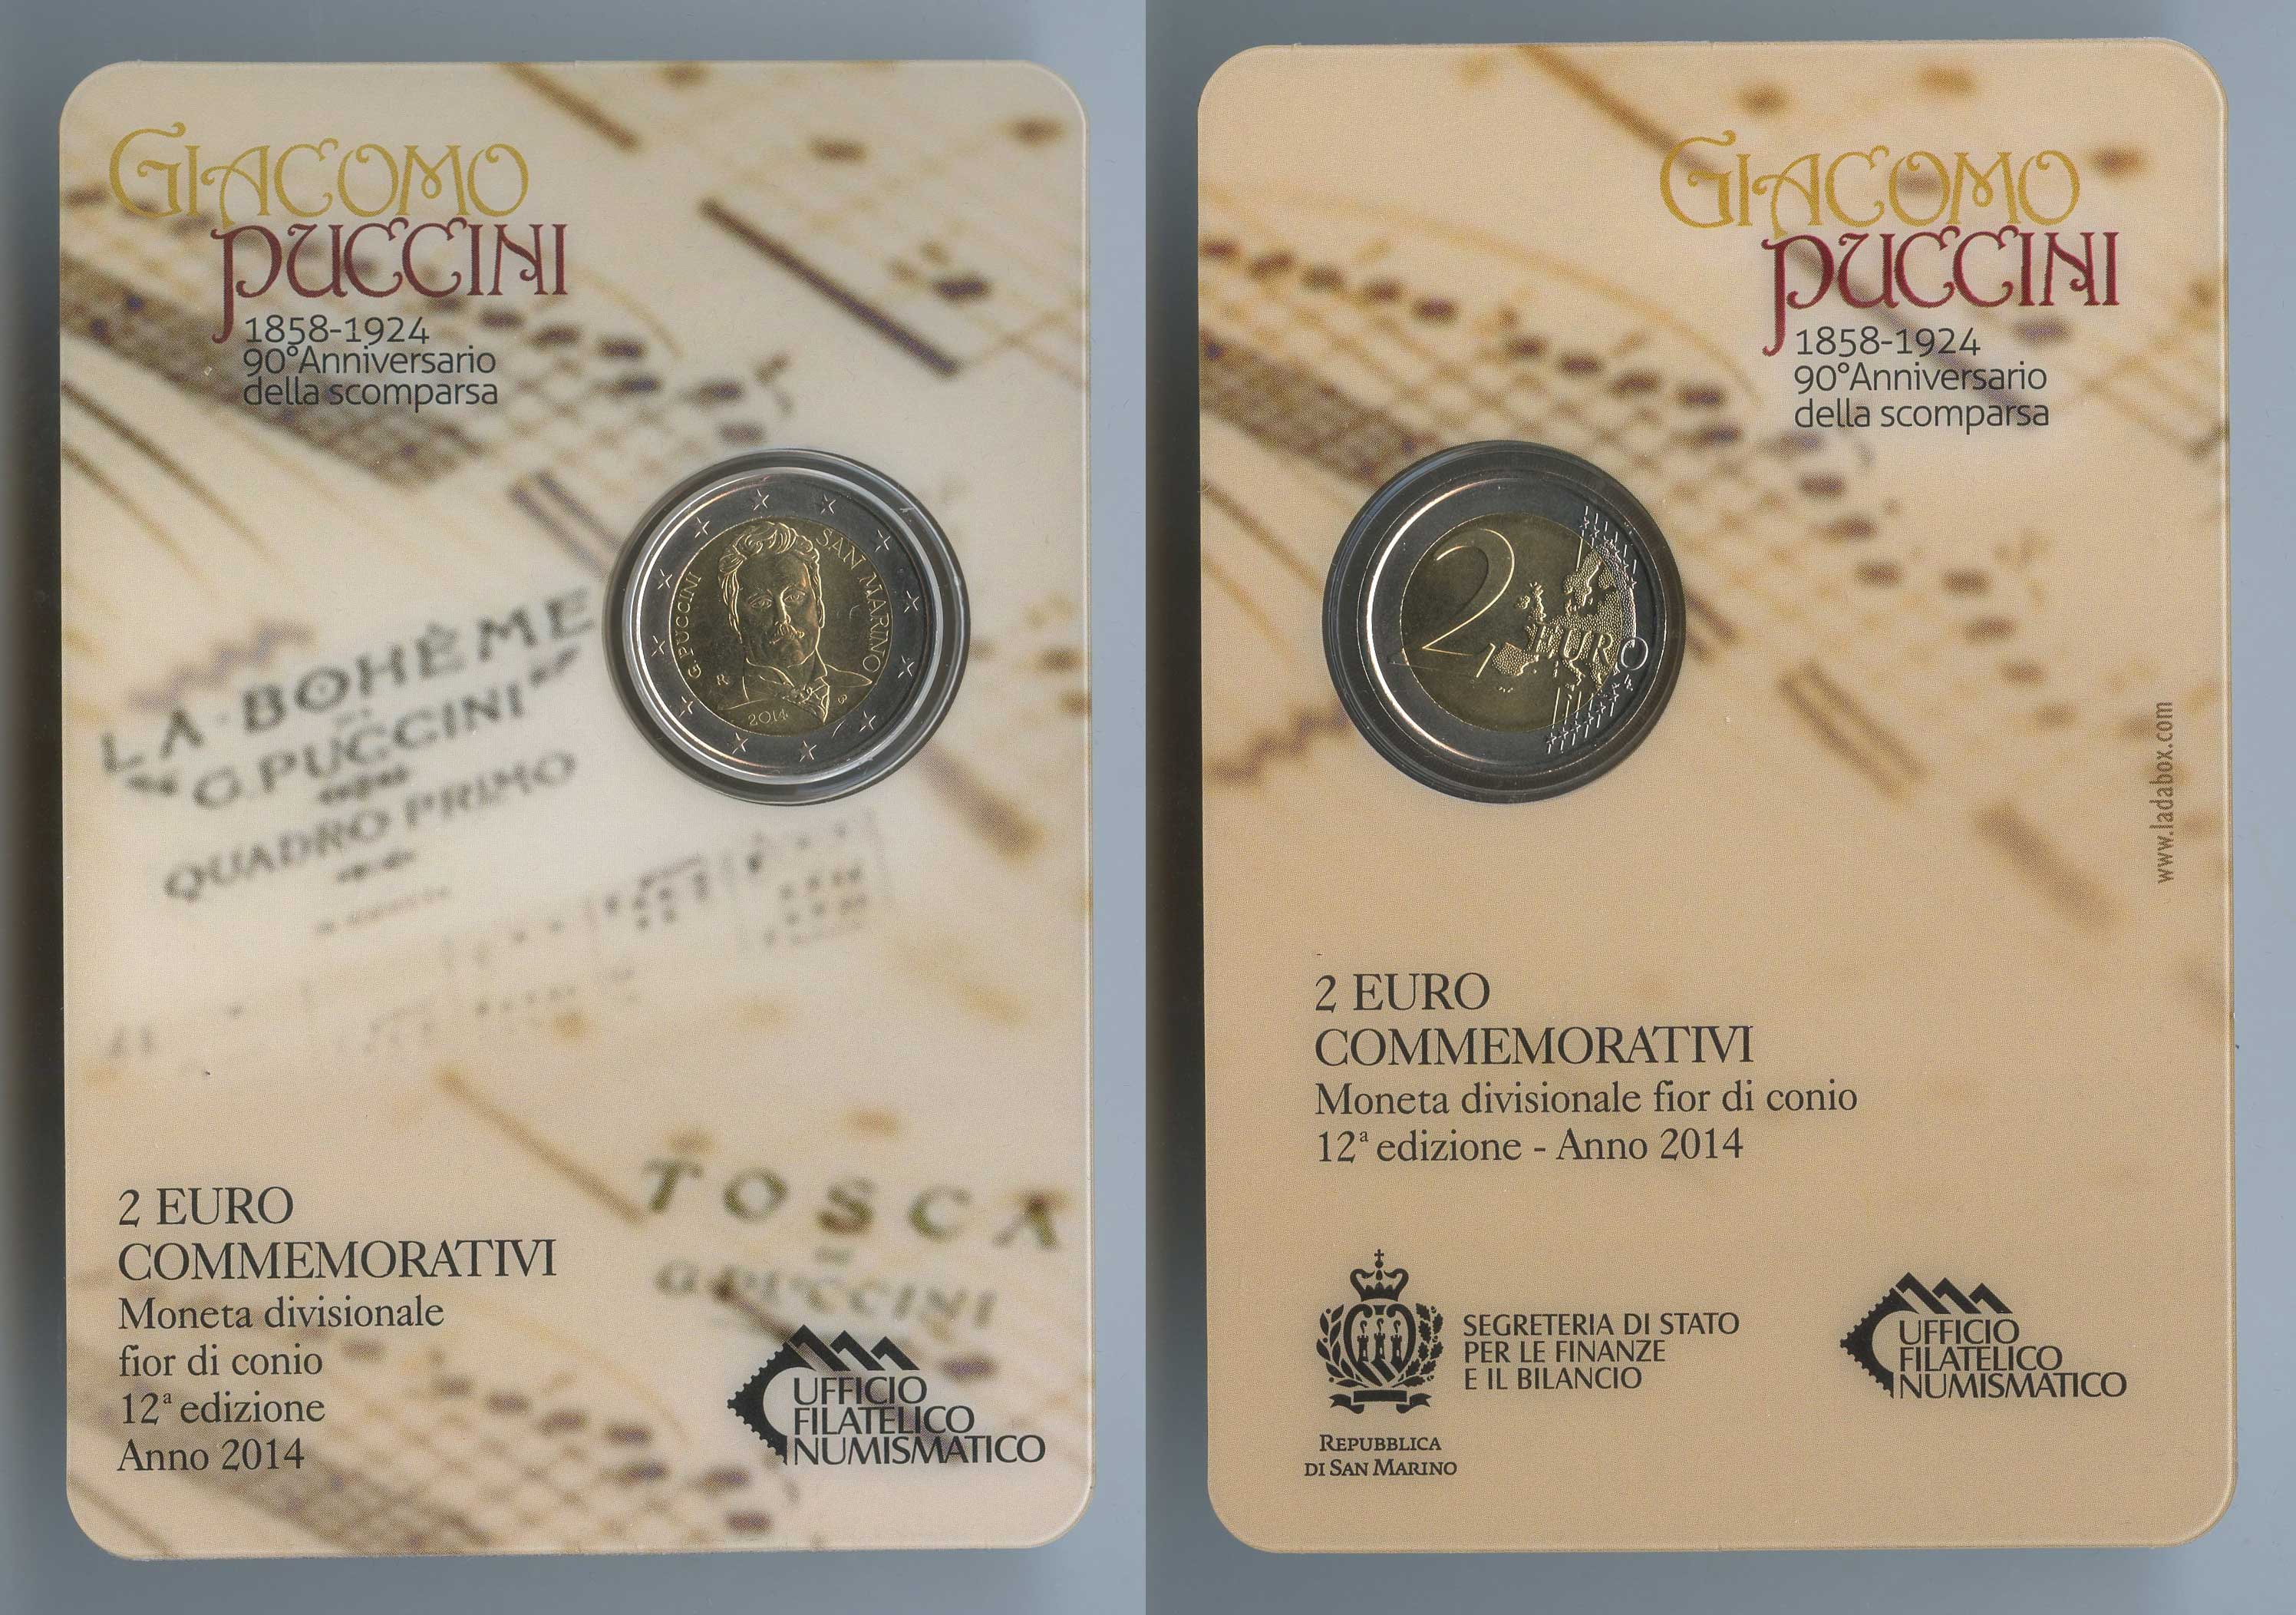 GIACOMO
PUCCINI
1858-1924
90°Anniversario
della scomparsa
G.PUCCINI
SAN MARINO
R
2014
LA·BOHÈME
G.PUCCINI
QUADRO PRIMO
TOSCA
G.PUCCINI
2 EURO
COMMEMORATIVI
Moneta divisionale
fior di conio
12ª edizione
Anno 2014
UFFICIO
FILATELICO
NUMISMATICO
GIACOMO
PUCCINI
1858-1924
90°Anniversario
della scomparsa
2 EURO
www.ladabox.com
2 EURO
COMMEMORATIVI
Moneta divisionale fior di conio
12ª edizione - Anno 2014
SEGRETERIA DI STATO
PER LE FINANZE
E IL BILANCIO
REPUBBLICA
DI SAN MARINO
UFFICIO
FILATELICO
NUMISMATICO